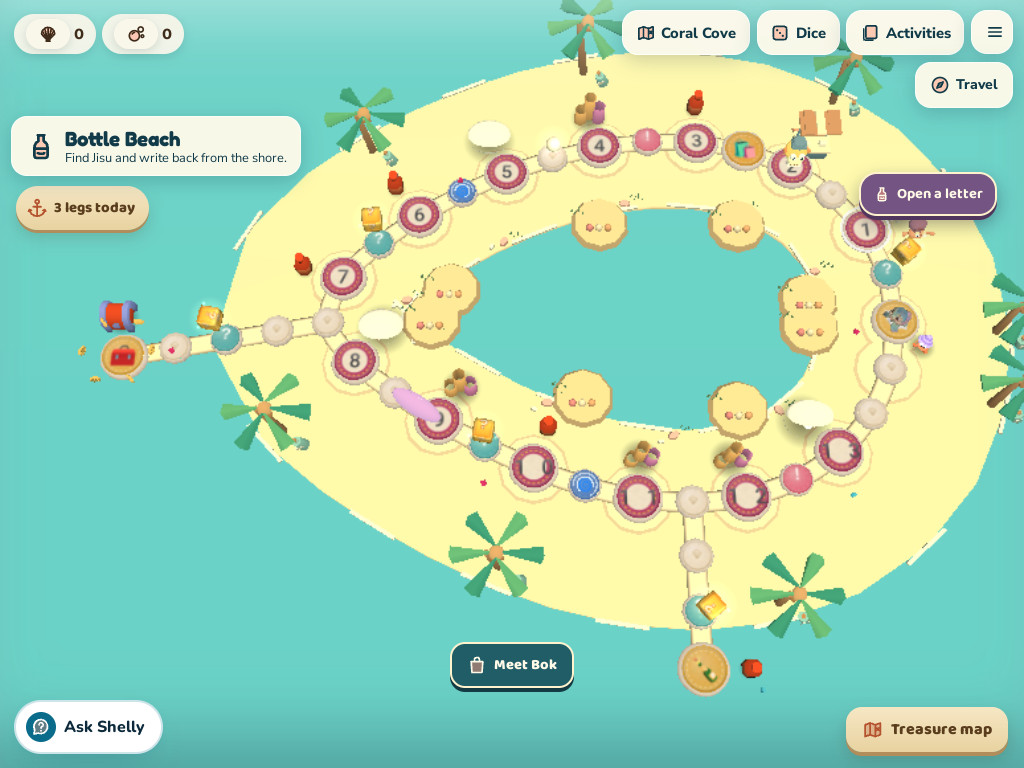 0
0
Coral Cove
Dice
Activities
Travel
Bottle Beach
Find Jisu and write back from the shore.
3 legs today
Open a letter
4
3
2
5
6
1
?
?
7
?
8
10
11
12
13
Meet Bok
Ask Shelly
Treasure map